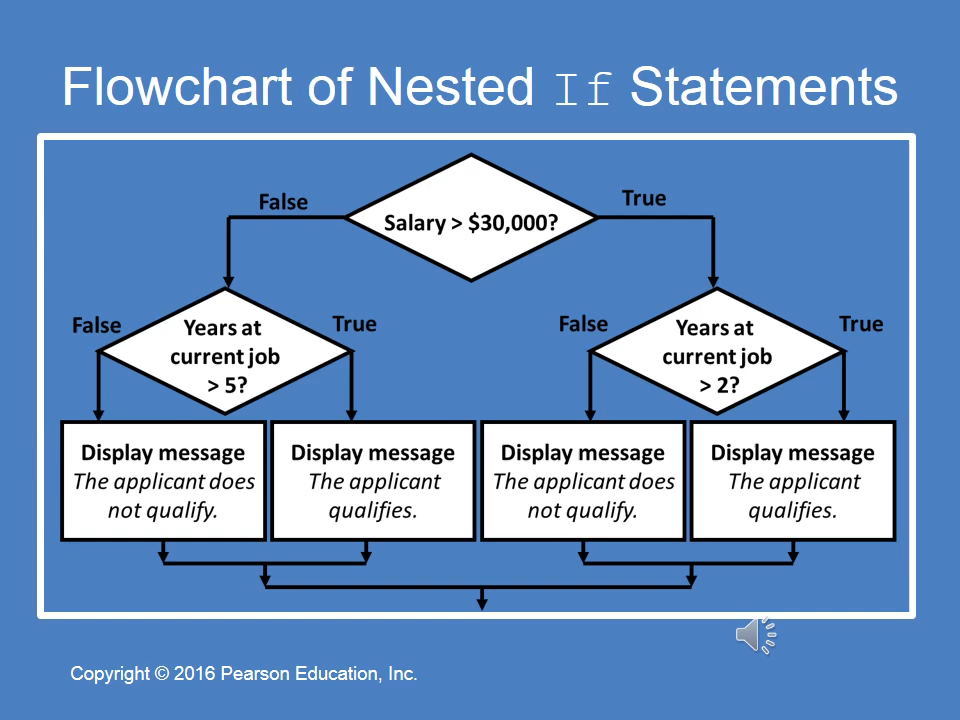 Flowchart of Nested If Statements
False
True
Salary > $30,000?
False
Years at
current job
> 5?
True
False
Years at
current job
> 2?
True
Display message
The applicant does
not qualify.
Display message
The applicant
qualifies.
Display message
The applicant does
not qualify.
Display message
The applicant
qualifies.
Copyright © 2016 Pearson Education, Inc.